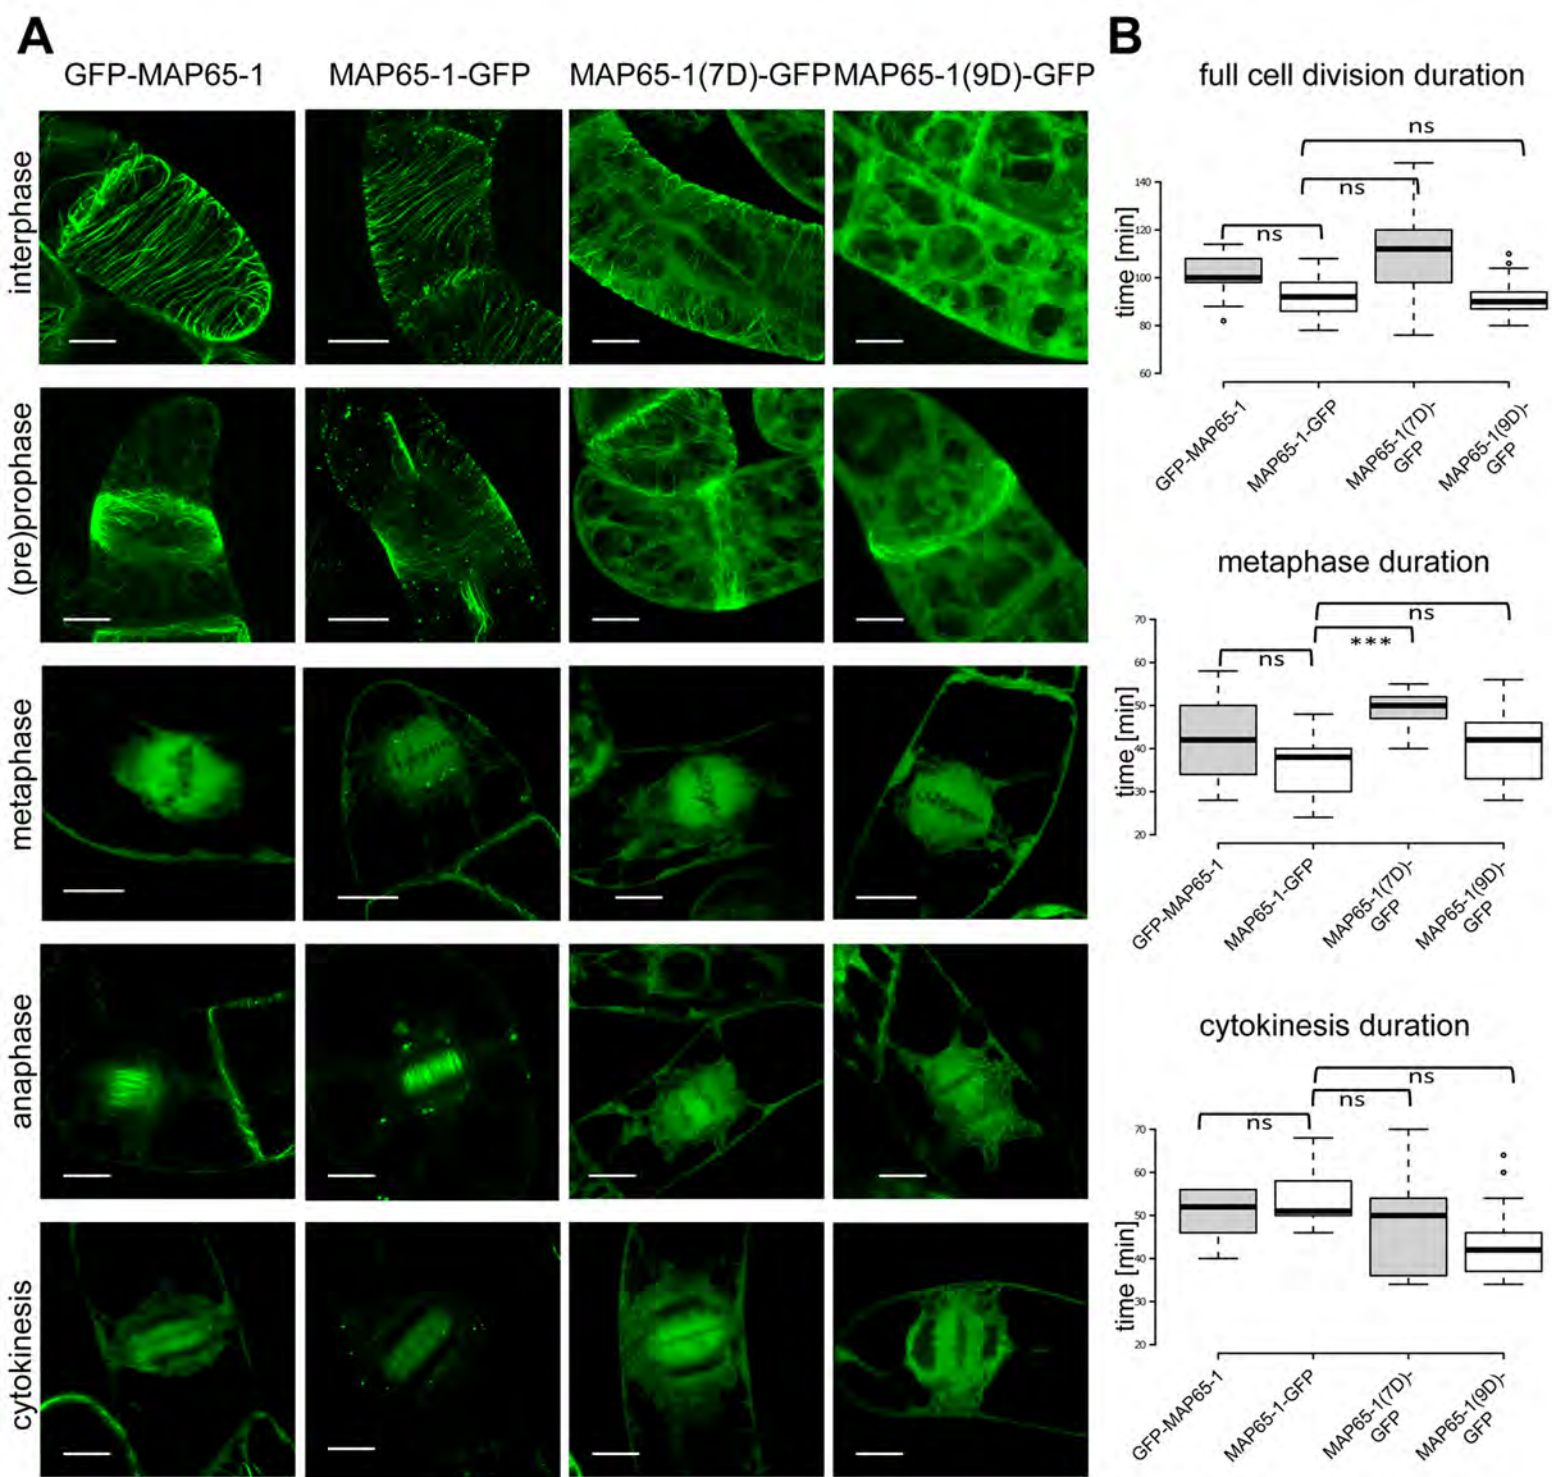 A
GFP-MAP65-1 MAP65-1-GFP MAP65-1(7D)-GFP MAP65-1(9D)-GFP
interphase
(pre)prophase
metaphase
anaphase
cytokinesis
B
full cell division duration
ns
ns
ns
time [min]
140
120
100
80
60
GFP-MAP65-1
MAP65-1-GFP
MAP65-1(7D)-
GFP
MAP65-1(9D)-
GFP
metaphase duration
ns
***
ns
time [min]
70
60
50
40
30
20
GFP-MAP65-1
MAP65-1-GFP
MAP65-1(7D)-
GFP
MAP65-1(9D)-
GFP
cytokinesis duration
ns
ns
ns
time [min]
70
60
50
40
30
20
GFP-MAP65-1
MAP65-1-GFP
MAP65-1(7D)-
GFP
MAP65-1(9D)-
GFP